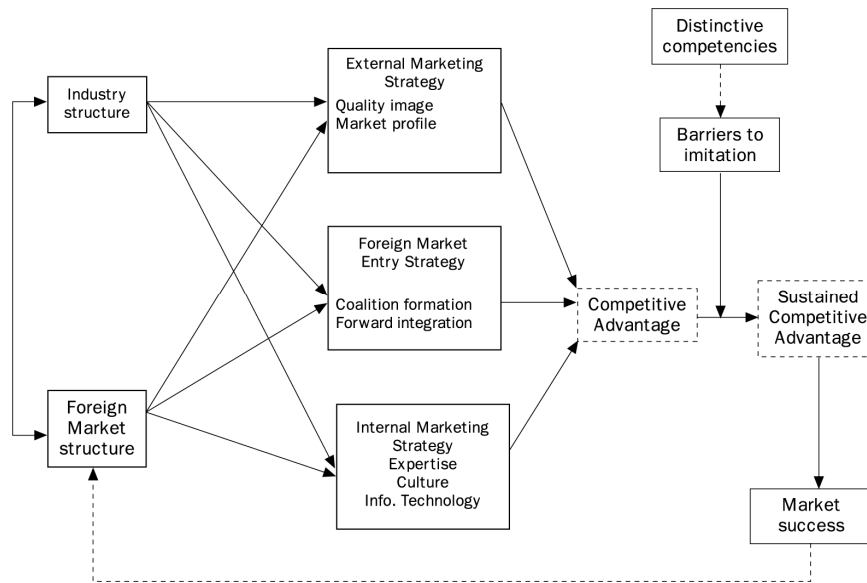 Industry
structure
Foreign
Market
structure
External Marketing
Strategy
Quality image
Market profile
Foreign Market
Entry Strategy
Coalition formation
Forward integration
Internal Marketing
Strategy
Expertise
Culture
Info. Technology
Competitive
Advantage
Distinctive
competencies
Barriers to
imitation
Sustained
Competitive
Advantage
Market
success